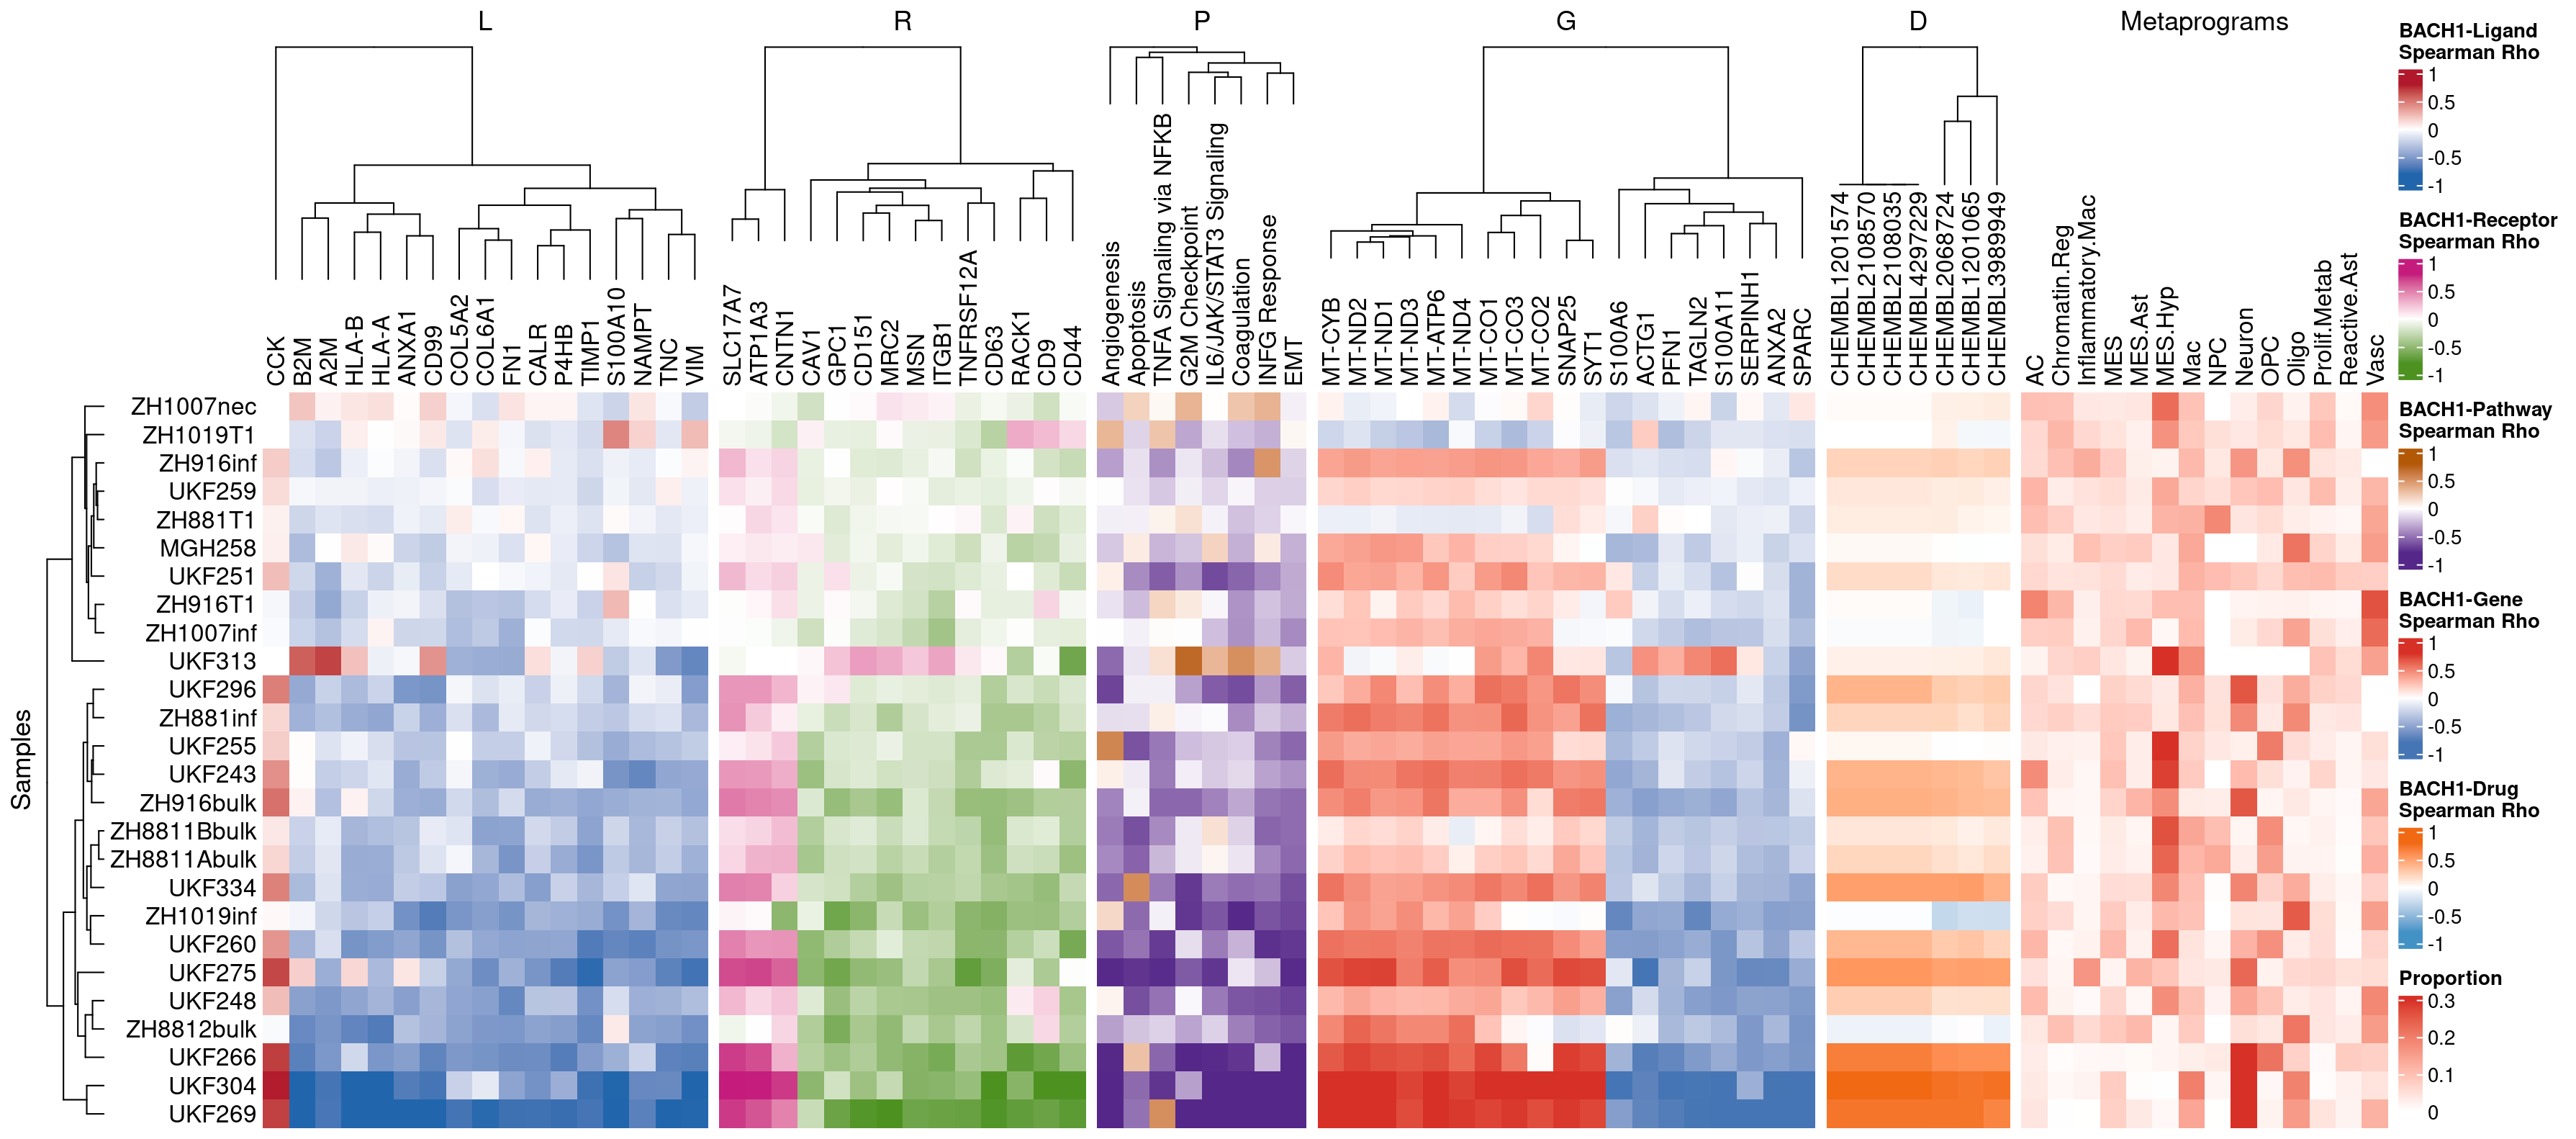 L R P G D Metaprograms
CCK B2M A2M HLA-B HLA-A ANXA1 CD99 COL5A2 COL6A1 FN1 CALR P4HB TIMP1 S100A10 NAMPT TNC VIM
SLC17A7 ATP1A3 CNTN1 CAV1 GPC1 CD151 MRC2 MSN ITGB1 TNFRSF12A CD63 RACK1 CD9 CD44
Angiogenesis
Apoptosis
TNFA Signaling via NFKB
G2M Checkpoint
IL6/JAK/STAT3 Signaling
Coagulation
INFG Response
EMT
MT-CYB MT-ND2 MT-ND1 MT-ND3 MT-ATP6 MT-ND4 MT-CO1 MT-CO3 MT-CO2 SNAP25 SYT1 S100A6 ACTG1 PFN1 TAGLN2 S100A11 SERPINH1 ANXA2 SPARC
CHEMBL1201574
CHEMBL2108570
CHEMBL2108035
CHEMBL4297229
CHEMBL2068724
CHEMBL1201065
CHEMBL3989949
AC Chromatin.Reg Inflammatory.Mac MES MES.Ast MES.Hyp Mac NPC Neuron OPC Oligo Prolif.Metab Reactive.Ast Vasc
Samples
ZH1007nec
ZH1019T1
ZH916inf
UKF259
ZH881T1
MGH258
UKF251
ZH916T1
ZH1007inf
UKF313
UKF296
ZH881inf
UKF255
UKF243
ZH916bulk
ZH8811Bbulk
ZH8811Abulk
UKF334
ZH1019inf
UKF260
UKF275
UKF248
ZH8812bulk
UKF266
UKF304
UKF269
BACH1-Ligand
Spearman Rho
1
0.5
0
-0.5
-1
BACH1-Receptor
Spearman Rho
1
0.5
0
-0.5
-1
BACH1-Pathway
Spearman Rho
1
0.5
0
-0.5
-1
BACH1-Gene
Spearman Rho
1
0.5
0
-0.5
-1
BACH1-Drug
Spearman Rho
1
0.5
0
-0.5
-1
Proportion
0.3
0.2
0.1
0